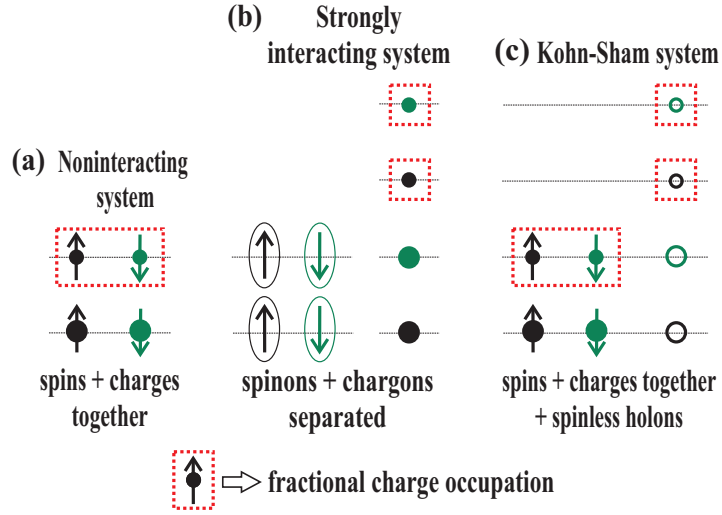 (a) Noninteracting
system
spins + charges
together
(b) Strongly
interacting system
spinons + chargons
separated
(c) Kohn-Sham system
spins + charges together
+ spinless holons
fractional charge occupation